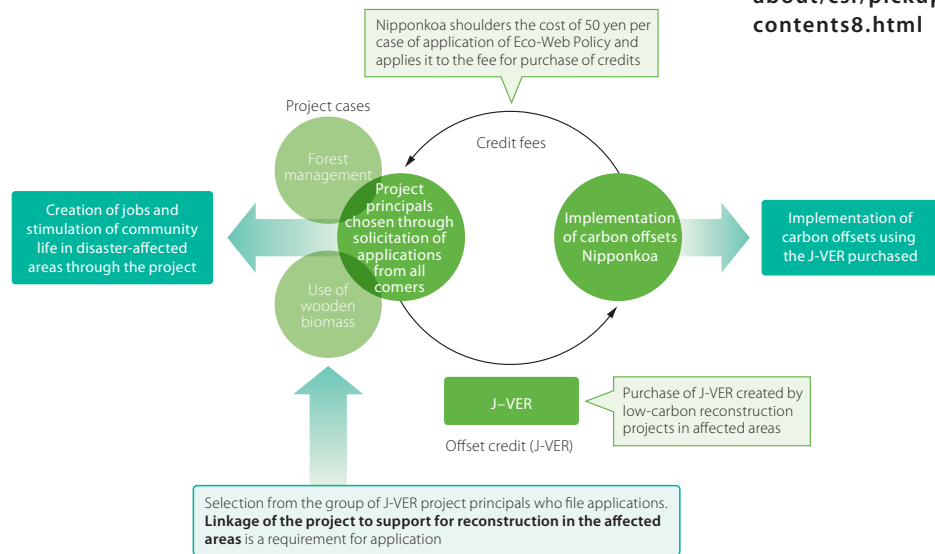 about/csr/pickup
contents8.html
Nipponkoa shoulders the cost of 50 yen per
case of application of Eco-Web Policy and
applies it to the fee for purchase of credits
Project cases
Credit fees
Forest
management
Project
principals
chosen through
solicitation of
applications
from all
comers
Implementation
of carbon offsets
Nipponkoa
Creation of jobs and
stimulation of community
life in disaster-affected
areas through the project
Implementation of
carbon offsets using
the J-VER purchased
Use of
wooden
biomass
J–VER
Offset credit (J-VER)
Purchase of J-VER created by
low-carbon reconstruction
projects in affected areas
Selection from the group of J-VER project principals who file applications.
Linkage of the project to support for reconstruction in the affected
areas is a requirement for application